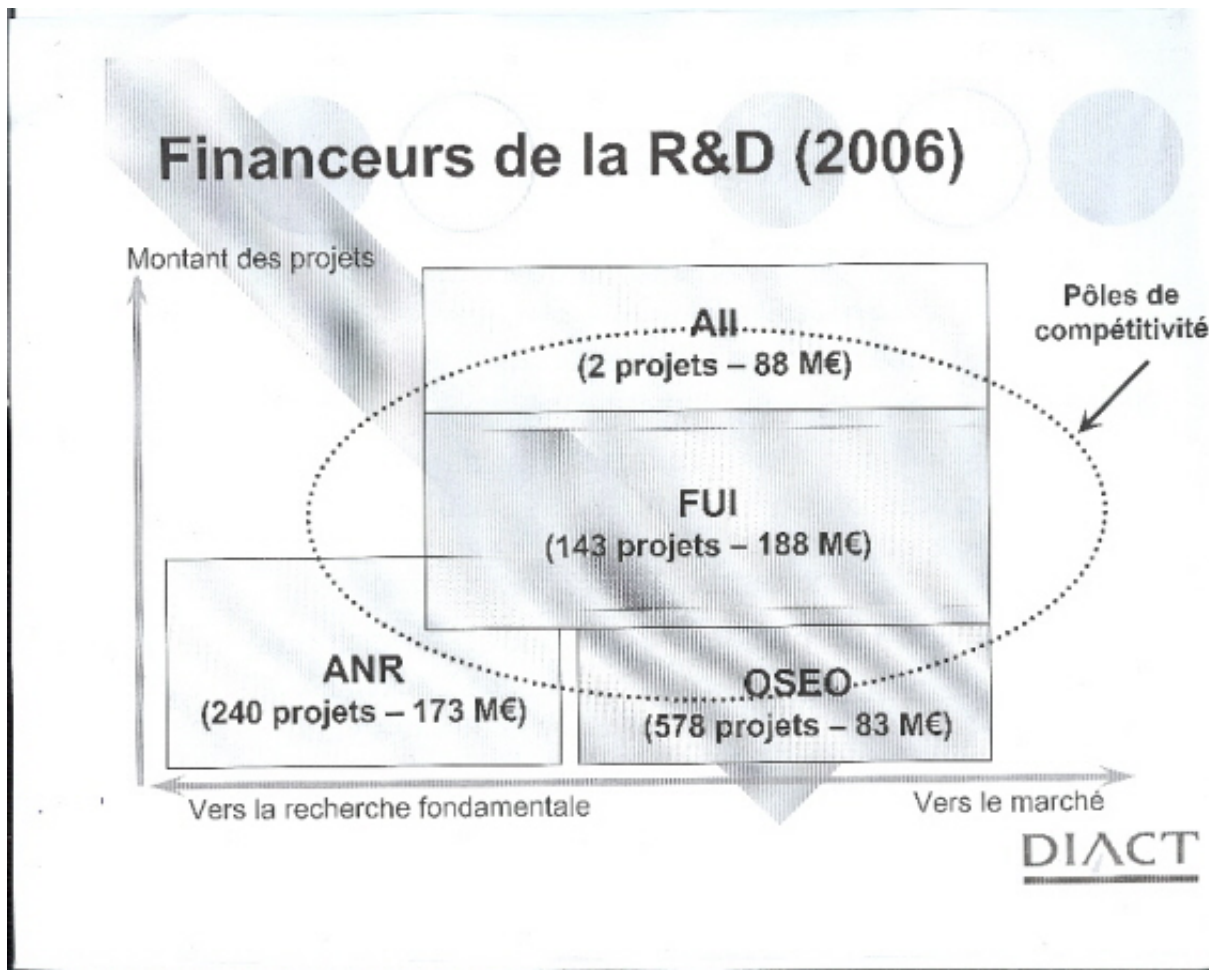 Financeurs de la R&D (2006)
Montant des projets
Pôles de
compétitivité
AII
(2 projets – 88 M€)
FUI
(143 projets – 188 M€)
ANR
(240 projets – 173 M€)
OSEO
(578 projets – 83 M€)
Vers la recherche fondamentale
Vers le marché
DIACT